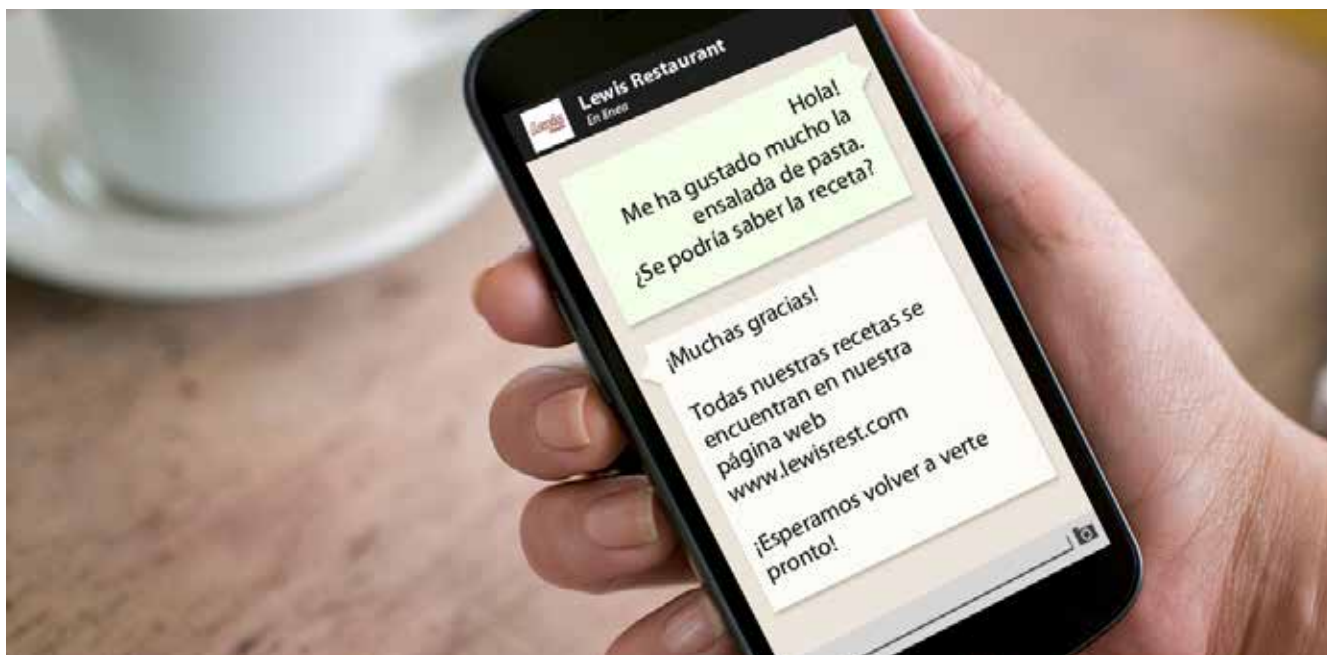 Lewis Restaurant
En línea
Hola!
Me ha gustado mucho la
ensalada de pasta.
¿Se podría saber la receta?
¡Muchas gracias!
Todas nuestras recetas se
encuentran en nuestra
página web
www.lewisrest.com
¡Esperamos volver a verte
pronto!